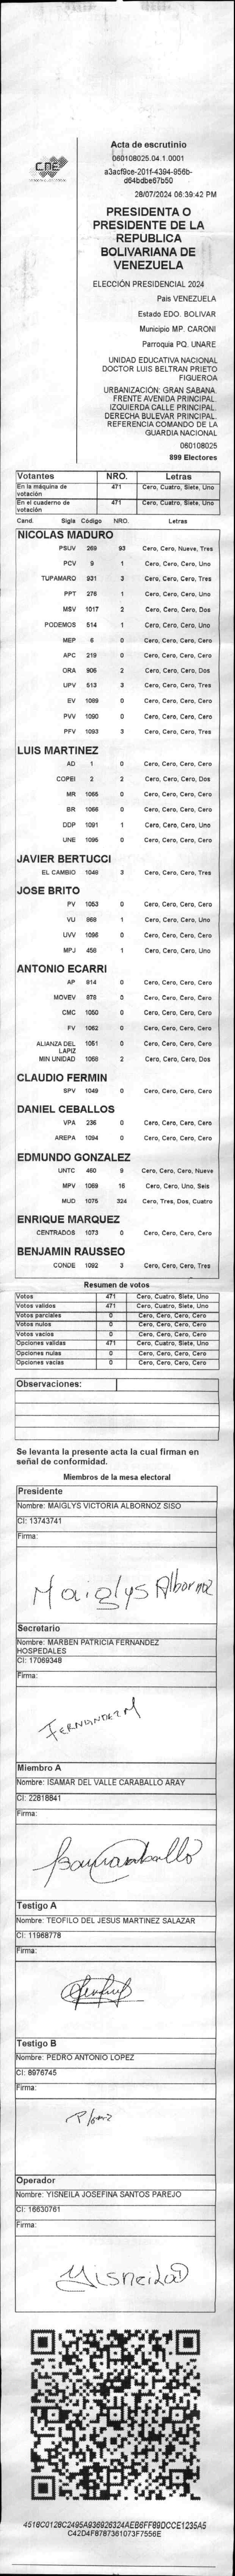 CNE
Acta de escrutinio
060108025.04.1.0001
a3acf9ce-201f-4394-956b-
d64bdbe67b50
28/07/2024 06:39:42 PM
PRESIDENTA O
PRESIDENTE DE LA
REPUBLICA
BOLIVARIANA DE
VENEZUELA
ELECCIÓN PRESIDENCIAL 2024
Pais VENEZUELA
Estado EDO. BOLIVAR
Municipio MP. CARONI
Parroquia PQ. UNARE
UNIDAD EDUCATIVA NACIONAL
DOCTOR LUIS BELTRAN PRIETO
FIGUEROA
URBANIZACIÓN: GRAN SABANA.
FRENTE AVENIDA PRINCIPAL.
IZQUIERDA CALLE PRINCIPAL.
DERECHA BULEVAR PRINCIPAL.
REFERENCIA COMANDO DE LA
GUARDIA NACIONAL
060108025
899 Electores
Votantes NRO. Letras
En la máquina de votación 471 Cero, Cuatro, Siete, Uno
En el cuaderno de votación 471 Cero, Cuatro, Siete, Uno
Cand. Sigla Código NRO. Letras
NICOLAS MADURO
PSUV 269 93 Cero, Cero, Nueve, Tres
PCV 9 1 Cero, Cero, Cero, Uno
TUPAMARO 931 3 Cero, Cero, Cero, Tres
PPT 276 1 Cero, Cero, Cero, Uno
MSV 1017 2 Cero, Cero, Cero, Dos
PODEMOS 514 1 Cero, Cero, Cero, Uno
MEP 6 0 Cero, Cero, Cero, Cero
APC 219 0 Cero, Cero, Cero, Cero
ORA 906 2 Cero, Cero, Cero, Dos
UPV 513 3 Cero, Cero, Cero, Tres
EV 1089 0 Cero, Cero, Cero, Cero
PVV 1090 0 Cero, Cero, Cero, Cero
PFV 1093 3 Cero, Cero, Cero, Tres
LUIS MARTINEZ
AD 1 0 Cero, Cero, Cero, Cero
COPEI 2 2 Cero, Cero, Cero, Dos
MR 1065 0 Cero, Cero, Cero, Cero
BR 1066 0 Cero, Cero, Cero, Cero
DDP 1091 1 Cero, Cero, Cero, Uno
UNE 1095 0 Cero, Cero, Cero, Cero
JAVIER BERTUCCI
EL CAMBIO 1048 3 Cero, Cero, Cero, Tres
JOSE BRITO
PV 1053 0 Cero, Cero, Cero, Cero
VU 868 1 Cero, Cero, Cero, Uno
UVV 1096 0 Cero, Cero, Cero, Cero
MPJ 458 1 Cero, Cero, Cero, Uno
ANTONIO ECARRI
AP 814 0 Cero, Cero, Cero, Cero
MOVEV 878 0 Cero, Cero, Cero, Cero
CMC 1050 0 Cero, Cero, Cero, Cero
FV 1062 0 Cero, Cero, Cero, Cero
ALIANZA DEL LAPIZ 1051 0 Cero, Cero, Cero, Cero
MIN UNIDAD 1068 2 Cero, Cero, Cero, Dos
CLAUDIO FERMIN
SPV 1049 0 Cero, Cero, Cero, Cero
DANIEL CEBALLOS
VPA 236 0 Cero, Cero, Cero, Cero
AREPA 1094 0 Cero, Cero, Cero, Cero
EDMUNDO GONZALEZ
UNTC 460 9 Cero, Cero, Cero, Nueve
MPV 1069 16 Cero, Cero, Uno, Seis
MUD 1075 324 Cero, Tres, Dos, Cuatro
ENRIQUE MARQUEZ
CENTRADOS 1073 0 Cero, Cero, Cero, Cero
BENJAMIN RAUSSEO
CONDE 1092 3 Cero, Cero, Cero, Tres
Resumen de votos
Votos 471 Cero, Cuatro, Siete, Uno
Votos validos 471 Cero, Cuatro, Siete, Uno
Votos parciales 0 Cero, Cero, Cero, Cero
Votos nulos 0 Cero, Cero, Cero, Cero
Votos vacios 0 Cero, Cero, Cero, Cero
Opciones validas 471 Cero, Cuatro, Siete, Uno
Opciones nulas 0 Cero, Cero, Cero, Cero
Opciones vacias 0 Cero, Cero, Cero, Cero
Observaciones:
Se levanta la presente acta la cual firman en
señal de conformidad.
Miembros de la mesa electoral
Presidente
Nombre: MAIGLYS VICTORIA ALBORNOZ SISO
CI: 13743741
Firma:
Maiglys Albornoz
Secretario
Nombre: MARBEN PATRICIA FERNANDEZ
HOSPEDALES
CI: 17069348
Firma:
FERNANDEZ M
Miembro A
Nombre: ISAMAR DEL VALLE CARABALLO ARAY
CI: 22818841
Firma:
Testigo A
Nombre: TEOFILO DEL JESUS MARTINEZ SALAZAR
CI: 11968778
Firma:
Testigo B
Nombre: PEDRO ANTONIO LOPEZ
CI: 8976745
Firma:
Operador
Nombre: YISNEILA JOSEFINA SANTOS PAREJO
CI: 16630761
Firma:
4518C0128C2495A936926324AEB6FF89DCCE1235A5
C42D4F8787361073F7556E